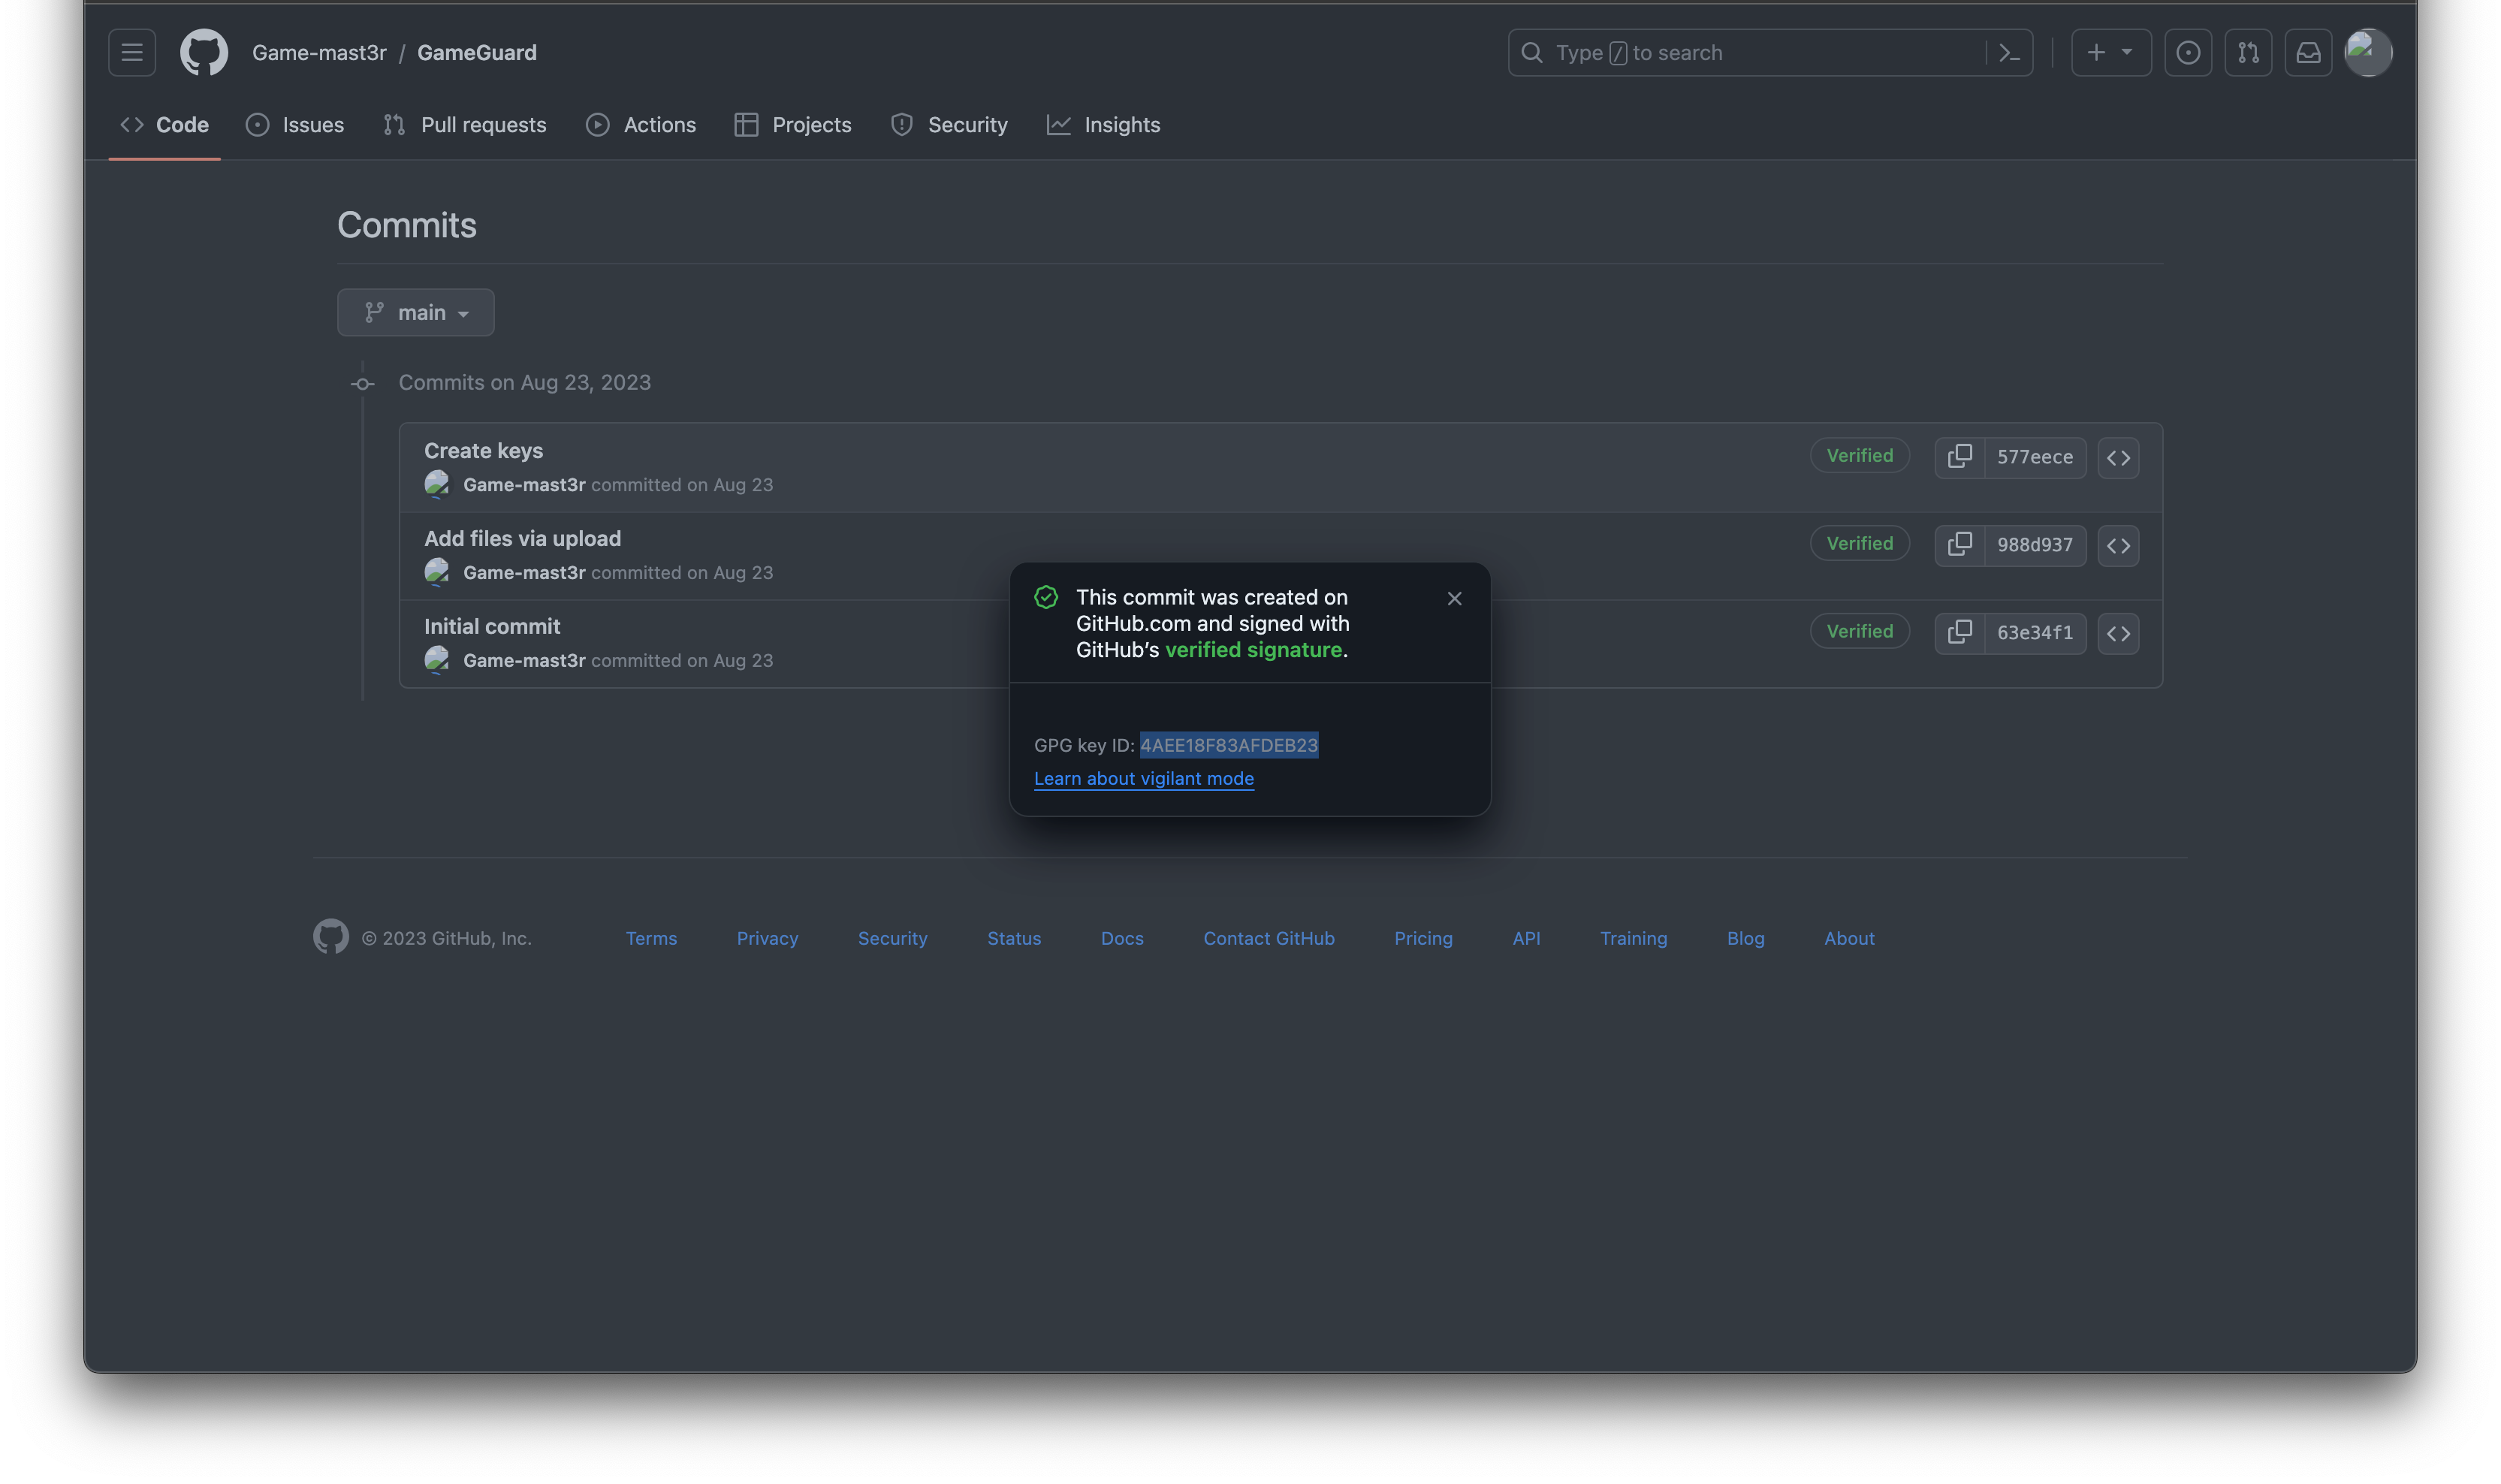 Game-mast3r / GameGuard
Type / to search
Code Issues Pull requests Actions Projects Security Insights
Commits
main
Commits on Aug 23, 2023
Create keys
Game-mast3r committed on Aug 23
Verified 577eece
Add files via upload
Game-mast3r committed on Aug 23
Verified 988d937
Initial commit
Game-mast3r committed on Aug 23
Verified 63e34f1
This commit was created on
GitHub.com and signed with
GitHub’s verified signature.
GPG key ID: 4AEE18F83AFDEB23
Learn about vigilant mode
© 2023 GitHub, Inc. Terms Privacy Security Status Docs Contact GitHub Pricing API Training Blog About